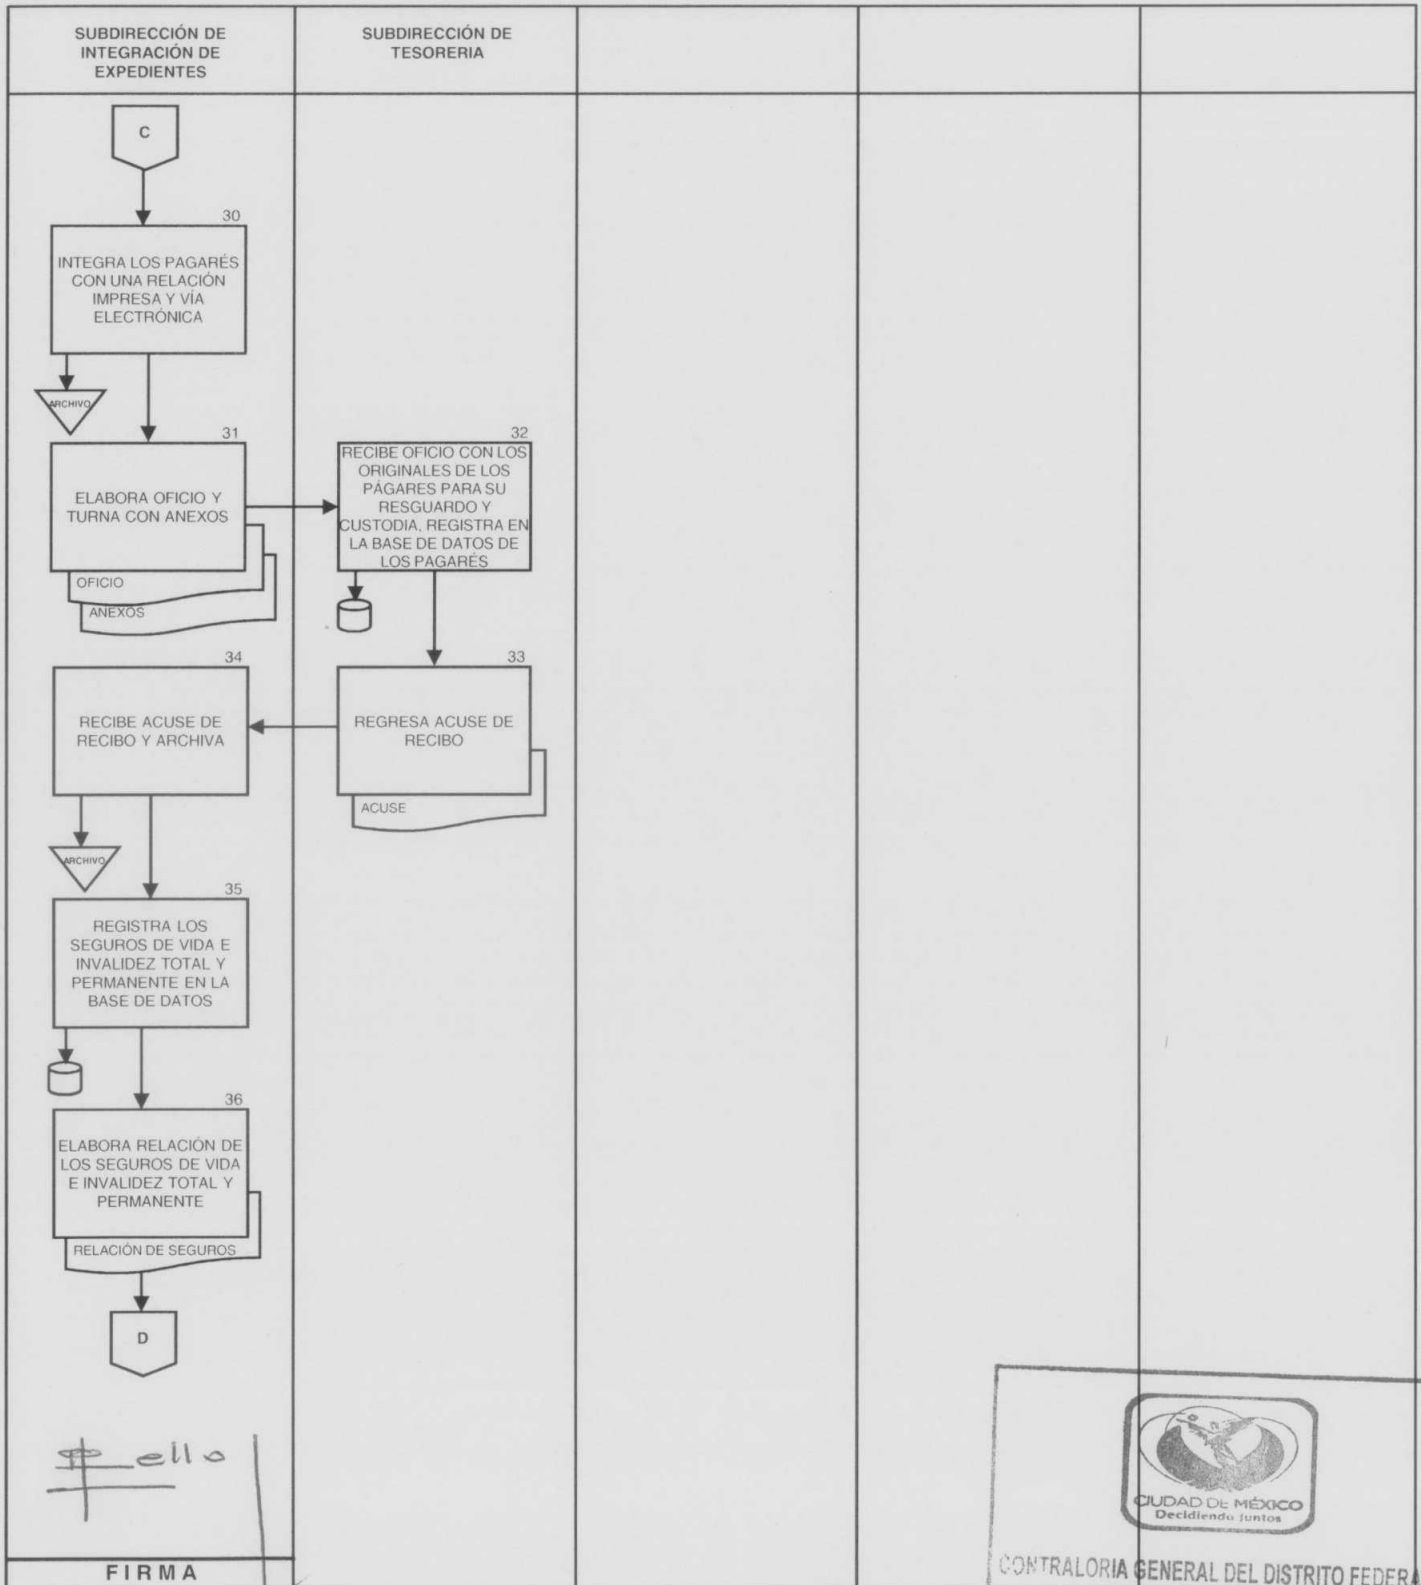 SUBDIRECCIÓN DE
INTEGRACIÓN DE
EXPEDIENTES
SUBDIRECCIÓN DE
TESORERIA
C
30
INTEGRA LOS PAGARÉS
CON UNA RELACIÓN
IMPRESA Y VÍA
ELECTRÓNICA
ARCHIVO
31
ELABORA OFICIO Y
TURNA CON ANEXOS
OFICIO
ANEXOS
32
RECIBE OFICIO CON LOS
ORIGINALES DE LOS
PÁGARES PARA SU
RESGUARDO Y
CUSTODIA, REGISTRA EN
LA BASE DE DATOS DE
LOS PAGARÉS
33
REGRESA ACUSE DE
RECIBO
ACUSE
34
RECIBE ACUSE DE
RECIBO Y ARCHIVA
ARCHIVO
35
REGISTRA LOS
SEGUROS DE VIDA E
INVALIDEZ TOTAL Y
PERMANENTE EN LA
BASE DE DATOS
36
ELABORA RELACIÓN DE
LOS SEGUROS DE VIDA
E INVALIDEZ TOTAL Y
PERMANENTE
RELACIÓN DE SEGUROS
D
FIRMA
CIUDAD DE MÉXICO
Decidiendo Juntos
CONTRALORIA GENERAL DEL DISTRITO FEDERA